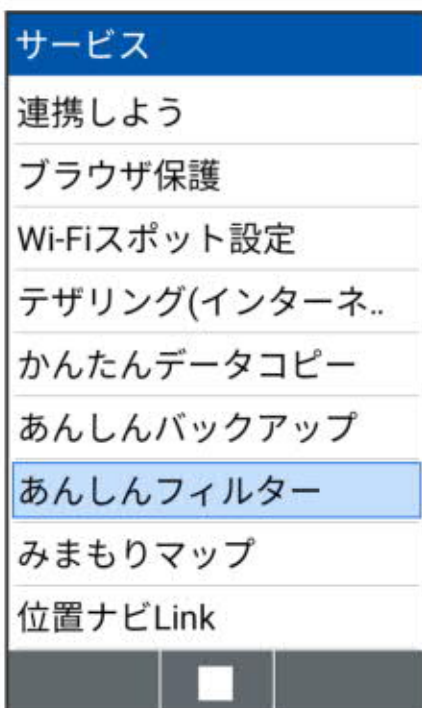 サービス
連携しよう
ブラウザ保護
Wi-Fiスポット設定
テザリング(インターネ..
かんたんデータコピー
あんしんバックアップ
あんしんフィルター
みまもりマップ
位置ナビLink